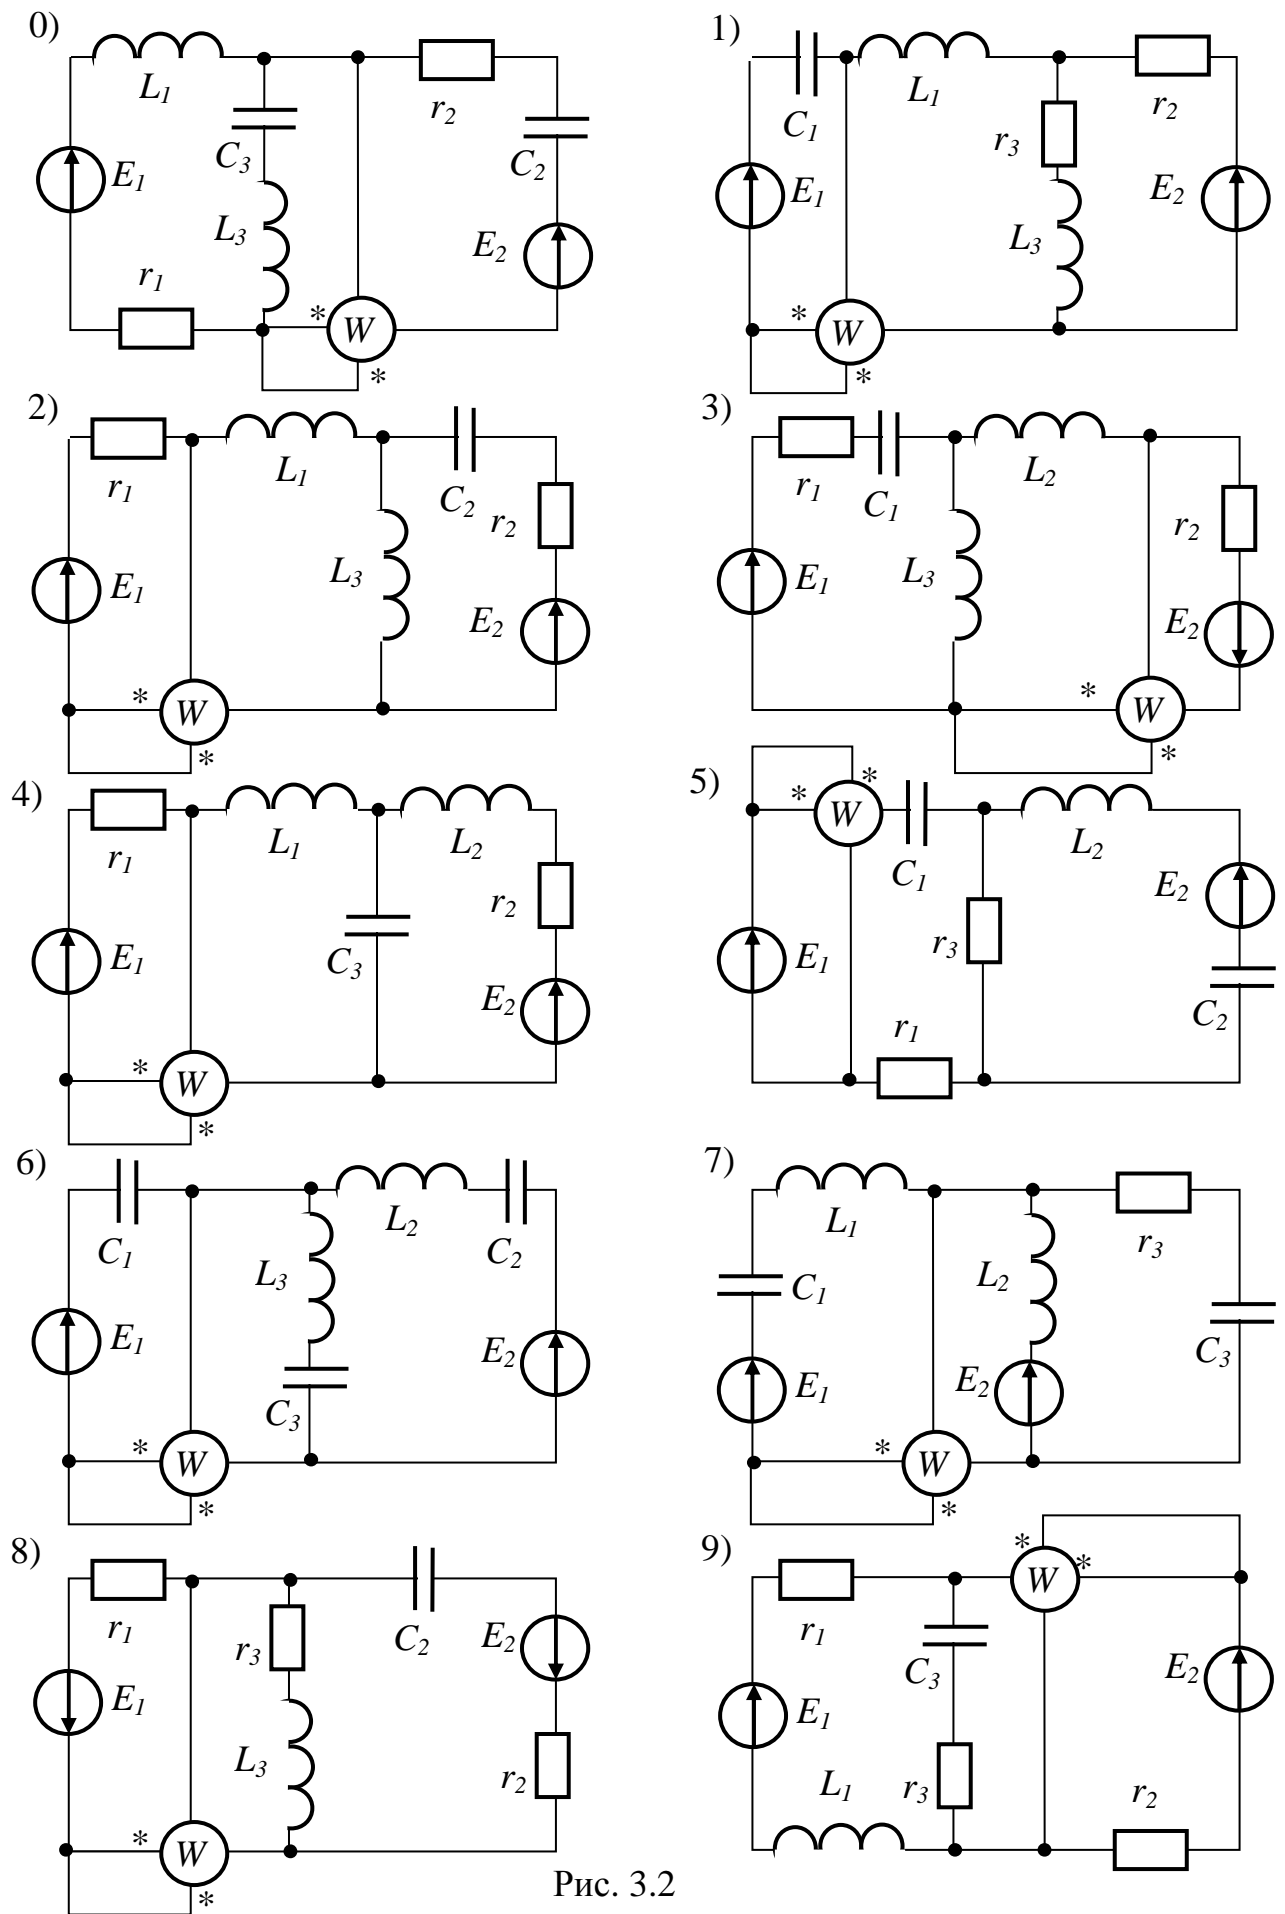 0)
L1
C3
r2
C2
E1
L3
E2
r1
*
W
*
1)
C1
L1
r2
r3
E1
E2
L3
*
W
*
2)
r1
L1
C2
r2
L3
E1
E2
*
W
*
3)
r1
C1
L2
r2
E1
L3
E2
*
W
*
4)
r1
L1
L2
r2
E1
C3
E2
*
W
*
5)
*
*
W
C1
L2
E2
r3
E1
C2
r1
6)
C1
L2
C2
L3
E1
E2
C3
*
W
*
7)
L1
r3
L2
C1
C3
E1
E2
*
W
*
8)
r1
C2
E2
r3
E1
L3
r2
*
W
*
9)
*
*
W
r1
C3
E2
E1
L1
r3
r2
Рис. 3.2